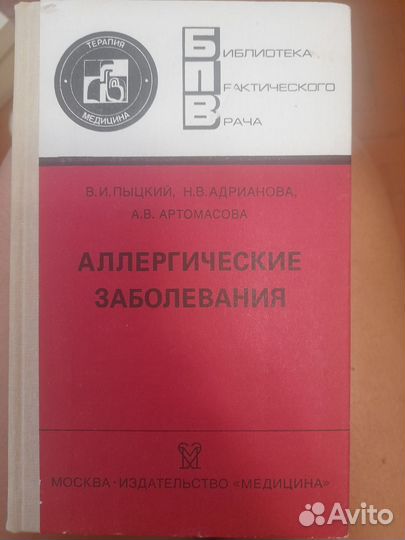 ТЕРАПИЯ
МЕДИЦИНА
БИБЛИОТЕКА
ПРАКТИЧЕСКОГО
ВРАЧА
В.И.ПЫЦКИЙ, Н.В.АДРИАНОВА,
А.В. АРТОМАСОВА
АЛЛЕРГИЧЕСКИЕ
ЗАБОЛЕВАНИЯ
МОСКВА·ИЗДАТЕЛЬСТВО «МЕДИЦИНА»
Avito